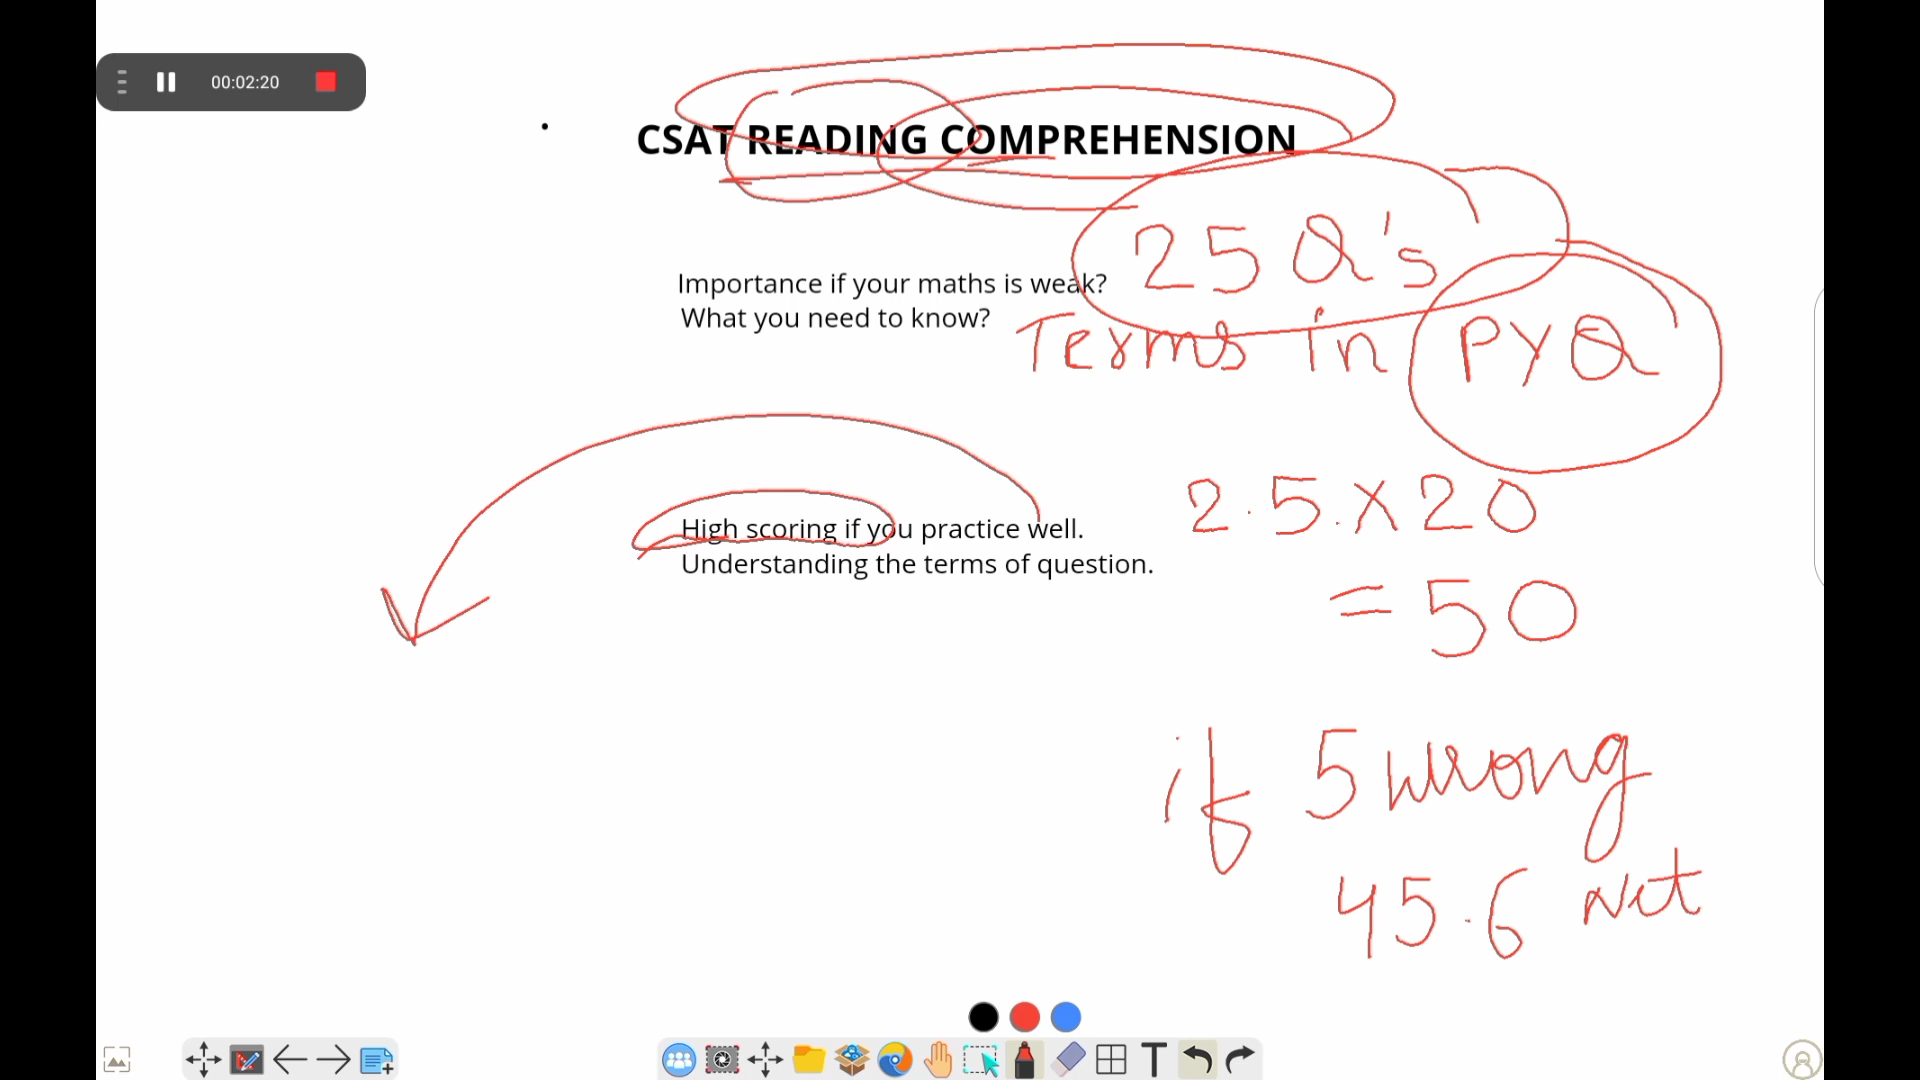 00:02:20
CSAT READING COMPREHENSION
25 Q's
Importance if your maths is weak?
What you need to know?
Terms in PYQ
High scoring if you practice well.
Understanding the terms of question.
2.5.x20
=50
if 5 wrong
45.6 Net
T